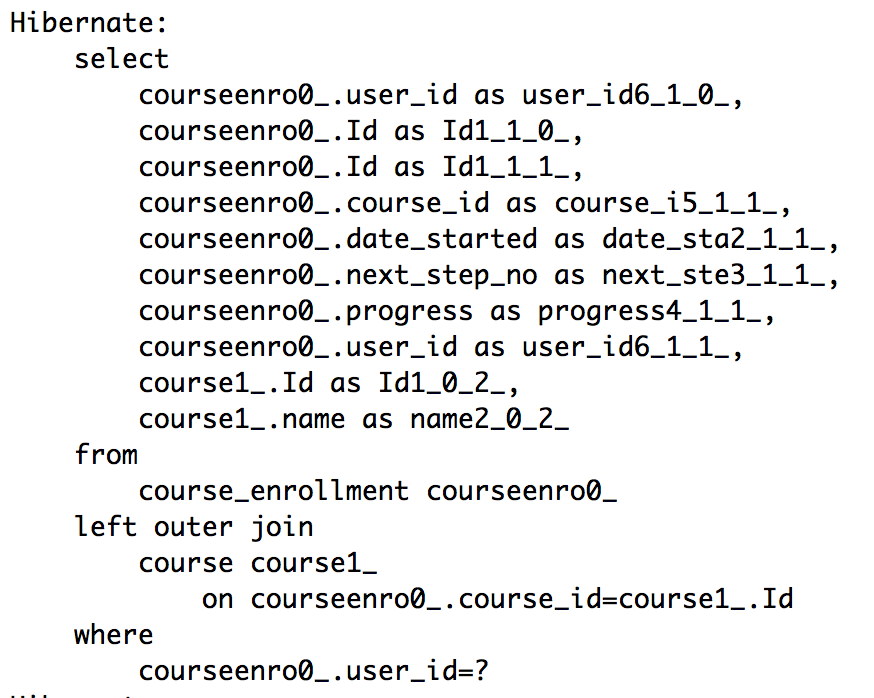 Hibernate:
    select
        courseenro0_.user_id as user_id6_1_0_,
        courseenro0_.Id as Id1_1_0_,
        courseenro0_.Id as Id1_1_1_,
        courseenro0_.course_id as course_i5_1_1_,
        courseenro0_.date_started as date_sta2_1_1_,
        courseenro0_.next_step_no as next_ste3_1_1_,
        courseenro0_.progress as progress4_1_1_,
        courseenro0_.user_id as user_id6_1_1_,
        course1_.Id as Id1_0_2_,
        course1_.name as name2_0_2_
    from
        course_enrollment courseenro0_
    left outer join
        course course1_
            on courseenro0_.course_id=course1_.Id
    where
        courseenro0_.user_id=?